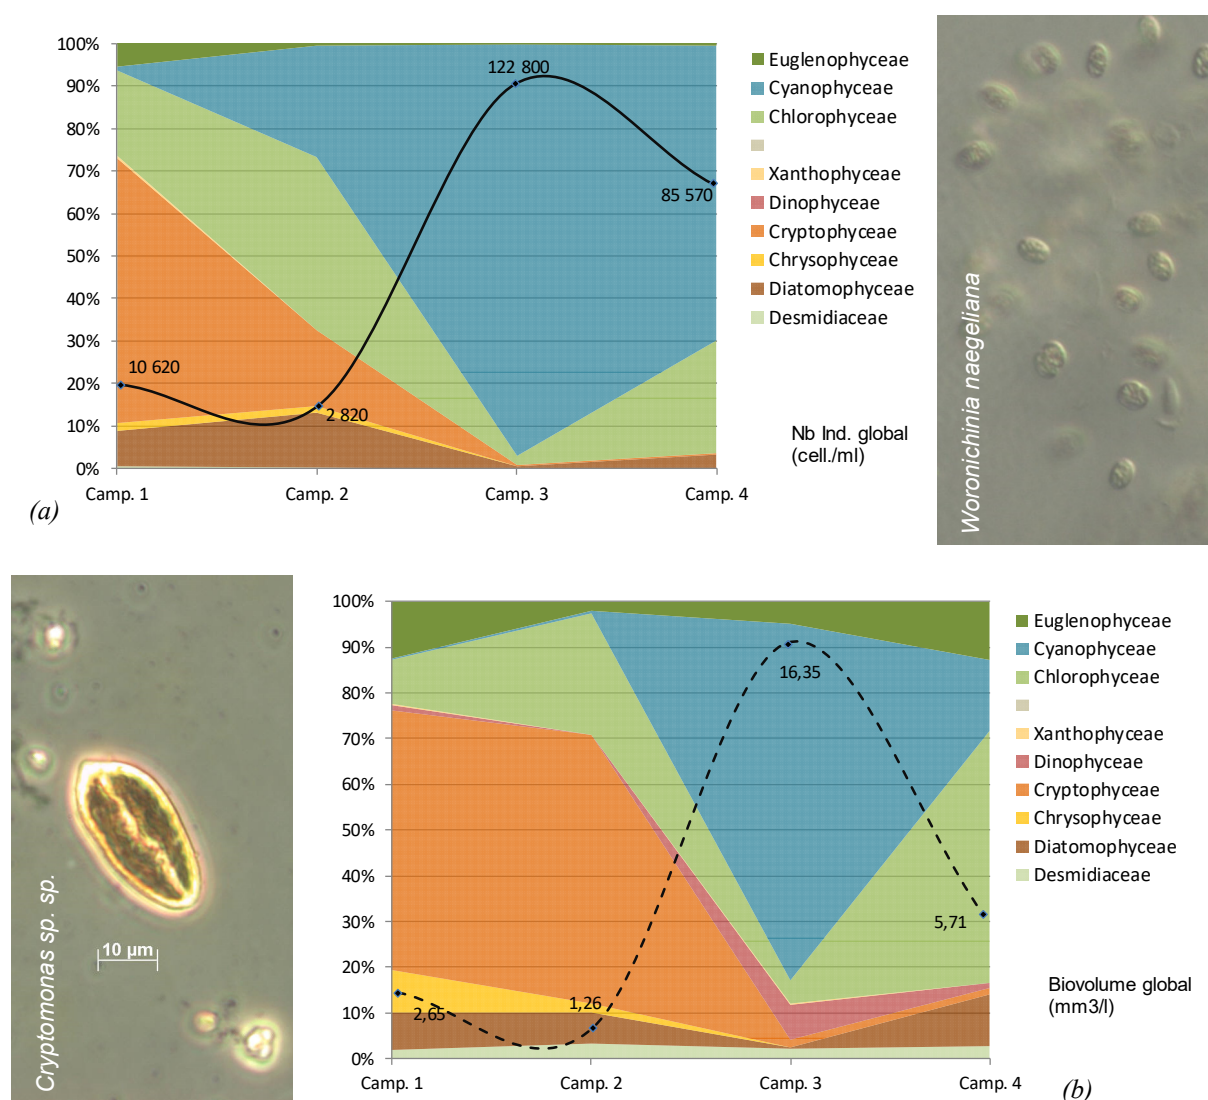 100%
90%
80%
70%
60%
50%
40%
30%
20%
10%
0%
122 800
85 570
10 620
2 820
Camp. 1
Camp. 2
Camp. 3
Camp. 4
(a)
Euglenophyceae
Cyanophyceae
Chlorophyceae
Xanthophyceae
Dinophyceae
Cryptophyceae
Chrysophyceae
Diatomophyceae
Desmidiaceae
Nb Ind. global
(cell./ml)
Woronichinia naegeliana
Cryptomonas sp. sp.
10 µm
100%
90%
80%
70%
60%
50%
40%
30%
20%
10%
0%
16,35
5,71
1,26
2,65
Camp. 1
Camp. 2
Camp. 3
Camp. 4
Euglenophyceae
Cyanophyceae
Chlorophyceae
Xanthophyceae
Dinophyceae
Cryptophyceae
Chrysophyceae
Diatomophyceae
Desmidiaceae
Biovolume global
(mm3/l)
(b)